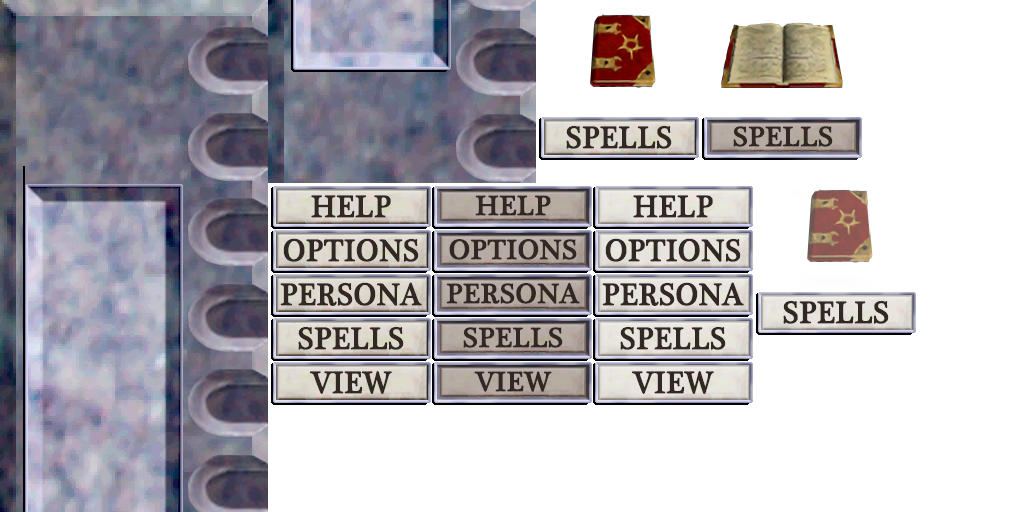 SPELLS SPELLS
HELP HELP HELP
OPTIONS OPTIONS OPTIONS
PERSONA PERSONA PERSONA
SPELLS SPELLS SPELLS
SPELLS
VIEW VIEW VIEW